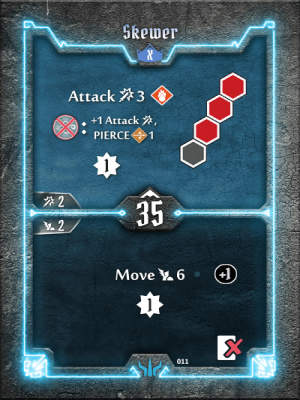 Skewer
X
Attack 3
+1 Attack ,
PIERCE 1
1
2
35
2
Move 6 +1
1
011